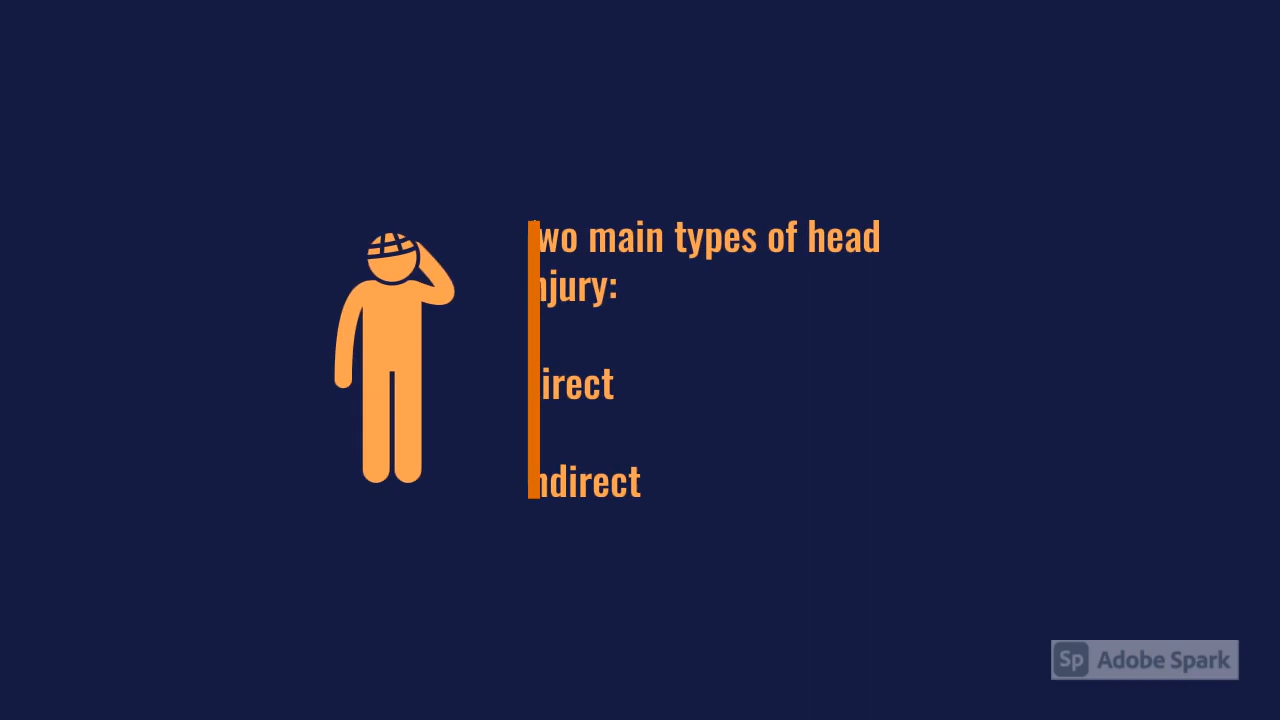 wo main types of head
njury:
irect
ndirect
Sp Adobe Spark